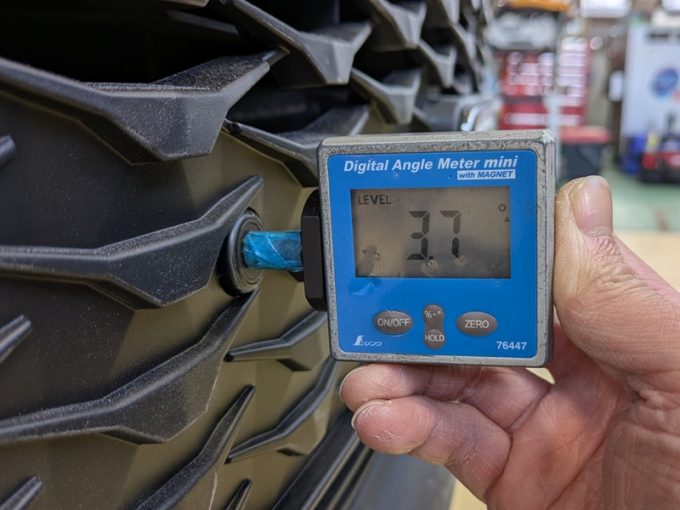 Digital Angle Meter mini
with MAGNET
LEVEL
3.7 °
ON/OFF
%·°
HOLD
ZERO
76447